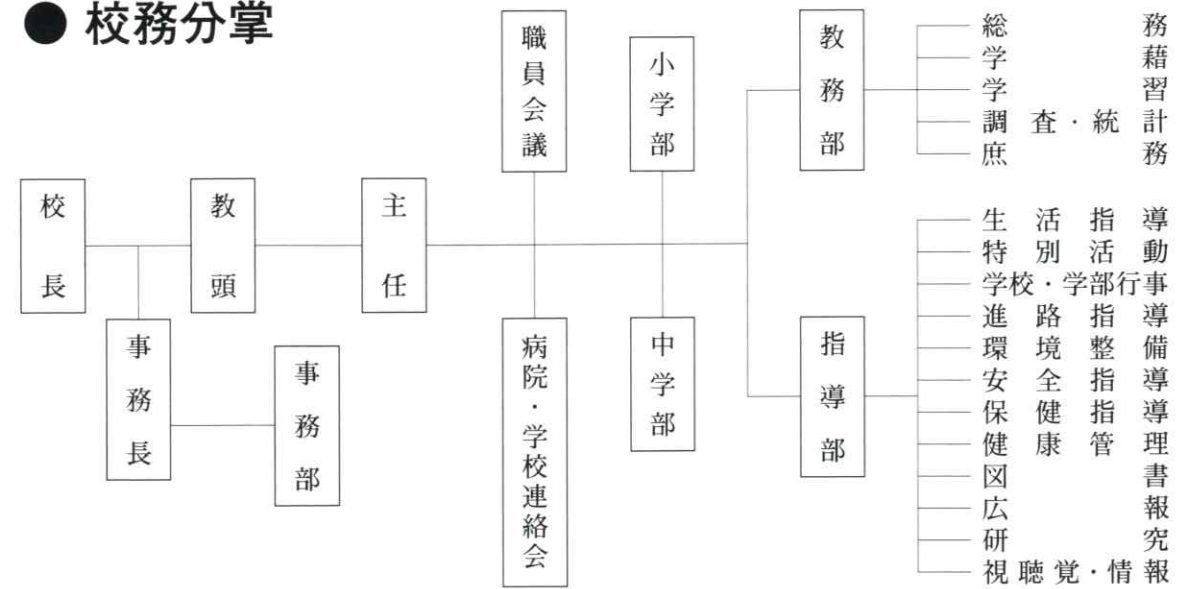 ● 校務分掌
校長
教頭
主任
事務長
事務部
職員会議
病院・学校連絡会
小学部
中学部
教務部
総務
学藉
学習
調査・統計
庶務
指導部
生活指導
特別活動
学校・学部行事
進路指導
環境整備
安全指導
保健指導
健康管理
図書
広報
研究
視聴覚・情報